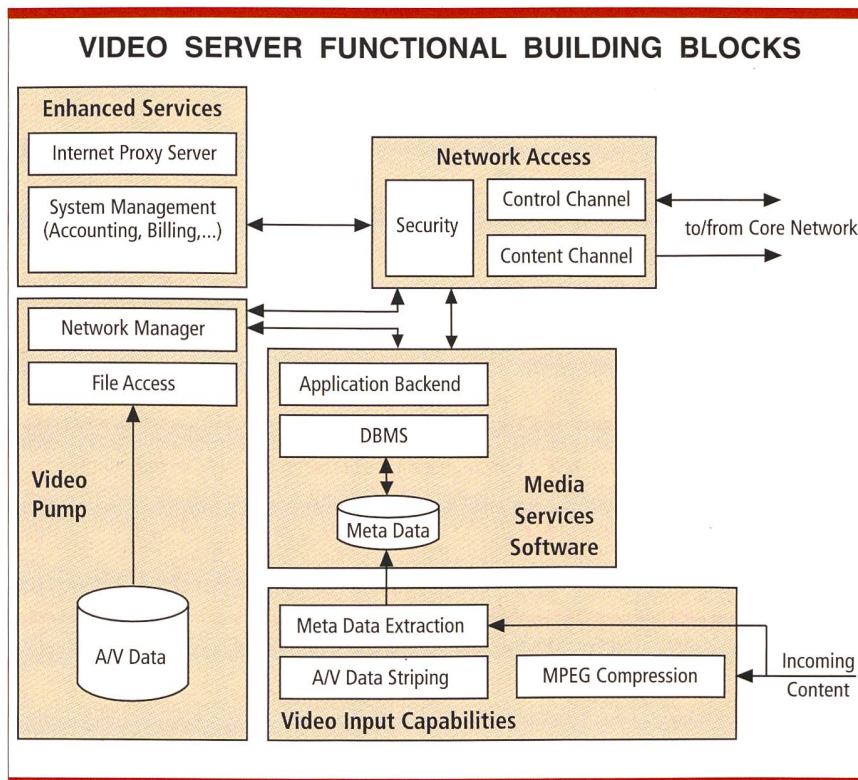 VIDEO SERVER FUNCTIONAL BUILDING BLOCKS
Enhanced Services
Internet Proxy Server
System Management
(Accounting, Billing,...)
Network Access
Security
Control Channel
Content Channel
to/from Core Network
Network Manager
File Access
Video
Pump
A/V Data
Application Backend
DBMS
Meta Data
Media
Services
Software
Meta Data Extraction
A/V Data Striping
MPEG Compression
Video Input Capabilities
Incoming
Content